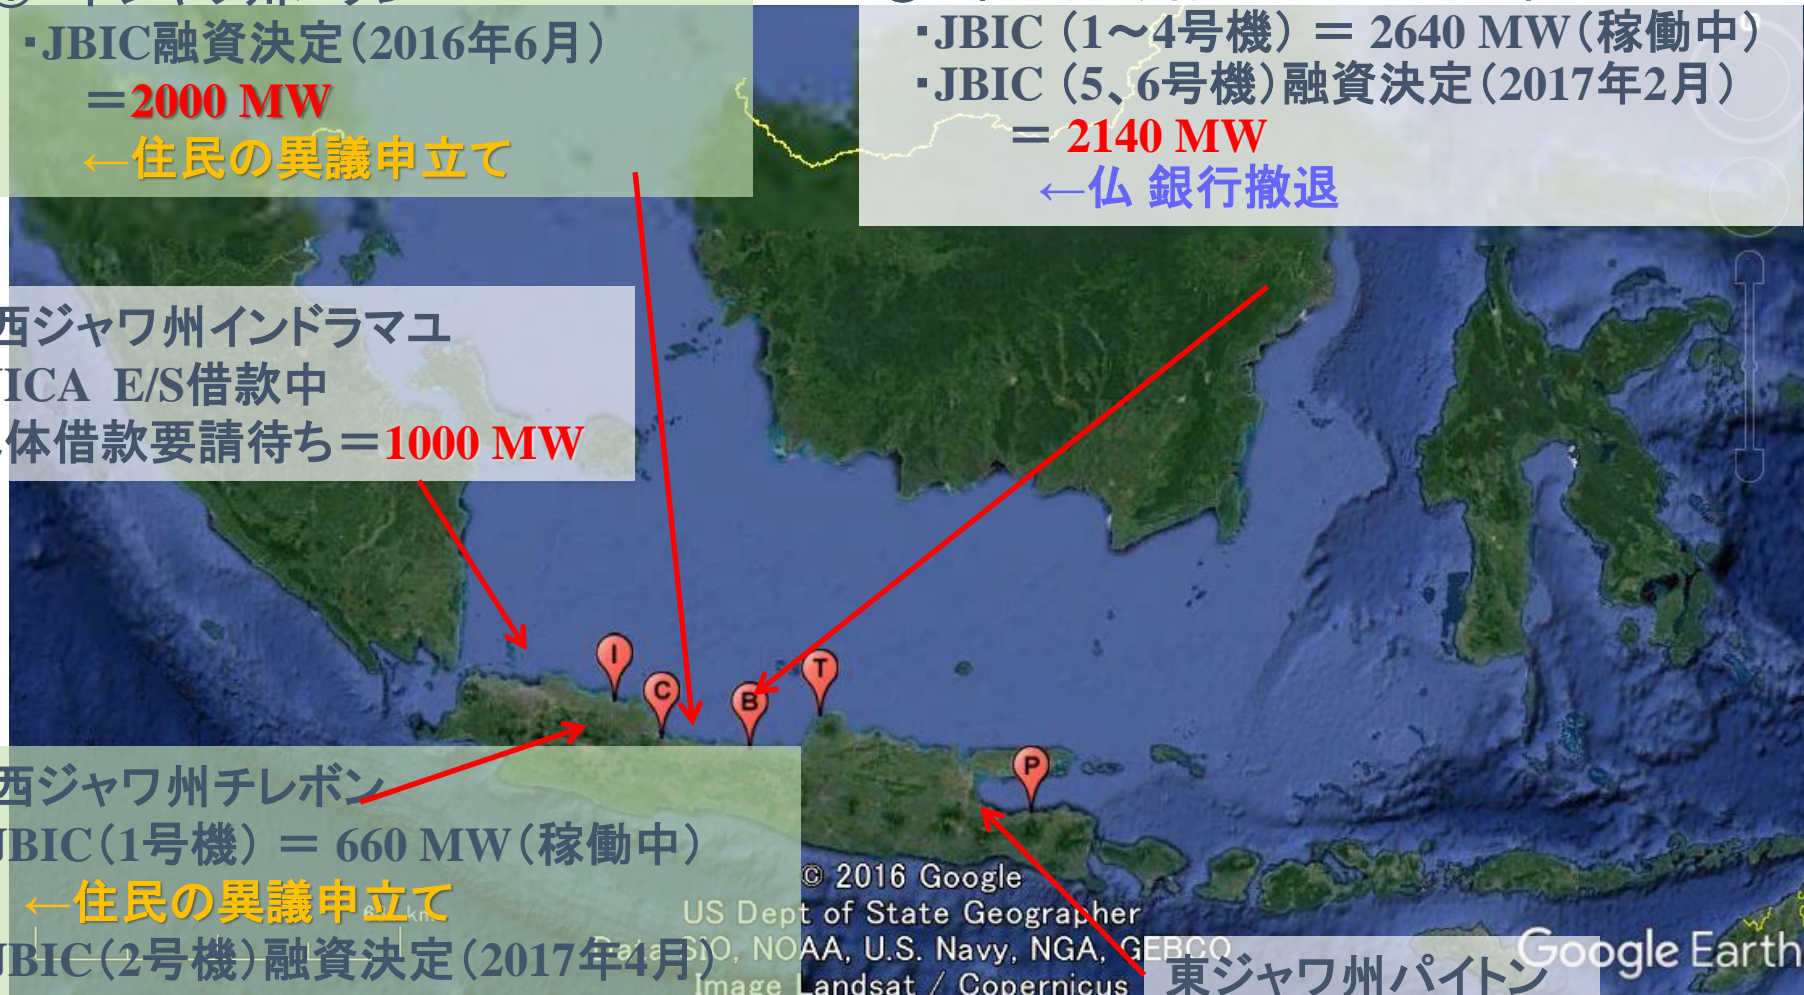 ・JBIC融資決定(2016年6月)
＝2000 MW
←住民の異議申立て
・JBIC (1～4号機) ＝ 2640 MW(稼働中)
・JBIC (5、6号機)融資決定(2017年2月)
＝ 2140 MW
←仏 銀行撤退
西ジャワ州インドラマユ
JICA E/S借款中
体借款要請待ち＝1000 MW
I
C
B
T
P
西ジャワ州チレボン
JBIC(1号機) ＝ 660 MW(稼働中)
←住民の異議申立て
JBIC(2号機)融資決定(2017年4月)
© 2016 Google
US Dept of State Geographer
Data SIO, NOAA, U.S. Navy, NGA, GEBCO
Image Landsat / Copernicus
Google Earth
東ジャワ州パイトン